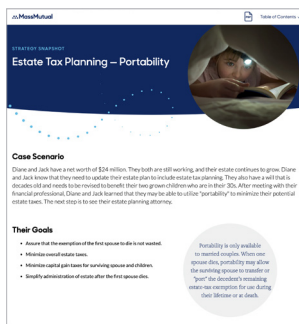 MassMutual
PDF
Table of Contents
STRATEGY SNAPSHOT
Estate Tax Planning – Portability
Case Scenario
Diane and Jack have a net worth of $24 million. They both are still working, and their estates continue to grow. Diane
and Jack know that they need to update their estate plan to include estate tax planning. They also have a will that is
decades old and needs to be revised to benefit their two grown children who are in their 30s. After meeting with their
financial professional, Diane and Jack learned that they may be able to utilize "portability" to minimize their potential
estate taxes. The next step is to see their estate planning attorney.
Their Goals
• Assure that the exemption of the first spouse to die is not wasted.
• Minimize overall estate taxes.
• Minimize capital gain taxes for surviving spouse and children.
• Simplify administration of estate after the first spouse dies.
Portability is only available
to married couples. When one
spouse dies, portability may allow
the surviving spouse to transfer or
"port" the decedent's remaining
estate-tax exemption for use during
their lifetime or at death.